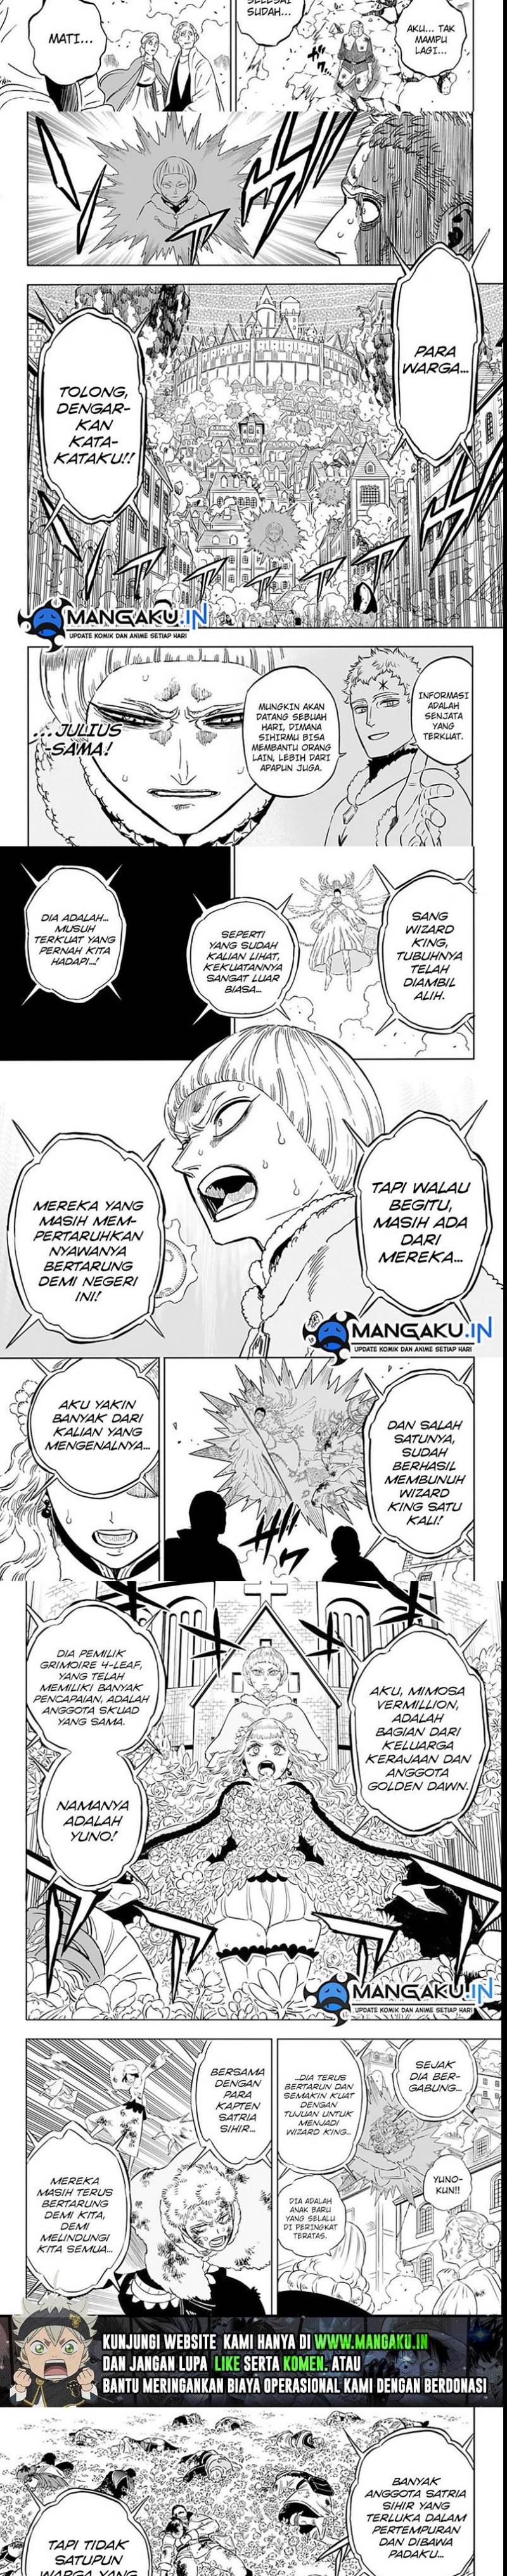 SUDAH...
AKU... TAK
MAMPU
LAGI...
MATI...
PARA
WARGA...
TOLONG,
DENGAR-
KAN
KATA-
KATAKU!!
MANGAKU.IN
UPDATE KOMIK DAN ANIME SETIAP HARI
INFORMASI
ADALAH
SENJATA
YANG
TERKUAT.
MUNGKIN AKAN
DATANG SEBUAH
HARI, DIMANA
SIHIRMU BISA
MEMBANTU ORANG
LAIN, LEBIH DARI
APAPUN JUGA.
...JULIUS
-SAMA!
SANG
WIZARD
KING,
TUBUHNYA
TELAH
DIAMBIL
ALIH.
SEPERTI
YANG SUDAH
KALIAN LIHAT,
KEKUATANNYA
SANGAT LUAR
BIASA...
DIA ADALAH...
MUSUH
TERKUAT YANG
PERNAH KITA
HADAPI...!
TAPI WALAU
BEGITU,
MASIH ADA
DARI
MEREKA...
MEREKA YANG
MASIH MEM-
PERTARUHKAN
NYAWANYA
BERTARUNG
DEMI NEGERI
INI!
MANGAKU.IN
UPDATE KOMIK DAN ANIME SETIAP HARI
DAN SALAH
SATUNYA,
SUDAH
BERHASIL
MEMBUNUH
WIZARD
KING SATU
KALI!
AKU YAKIN
BANYAK DARI
KALIAN YANG
MENGENALNYA...
AKU, MIMOSA
VERMILLION,
ADALAH
BAGIAN DARI
KELUARGA
KERAJAAN DAN
ANGGOTA
GOLDEN DAWN.
DIA PEMILIK
GRIMOIRE 4-LEAF,
YANG TELAH
MEMILIKI BANYAK
PENCAPAIAN, ADALAH
ANGGOTA SKUAD
YANG SAMA.
NAMANYA
ADALAH
YUNO.!
MANGAKU.IN
UPDATE KOMIK DAN ANIME SETIAP HARI
SEJAK
DIA BER-
GABUNG...
...DIA TERUS
BERTARUN DAN
SEMAKIN KUAT
DENGAN
TUJUAN UNTUK
MENJADI
WIZARD KING...
YUNO-
KUN!!
DIA ADALAH
ANAK BARU
YANG SELALU
DI PERINGKAT
TERATAS.
BERSAMA
DENGAN
PARA
KAPTEN
SATRIA
SIHIR...
MEREKA
MASIH TERUS
BERTARUNG
DEMI KITA,
DEMI
MELINDUNGI
KITA SEMUA...
KUNJUNGI WEBSITE KAMI HANYA DI WWW.MANGAKU.IN
DAN JANGAN LUPA LIKE SERTA KOMEN. ATAU
BANTU MERINGANKAN BIAYA OPERASIONAL KAMI DENGAN BERDONASI
BANYAK
ANGGOTA SATRIA
SIHIR YANG
TERLUKA DALAM
PERTEMPURAN
DAN DIBAWA
PADAKU...
TAPI TIDAK
SATUPUN
WARGA YANG